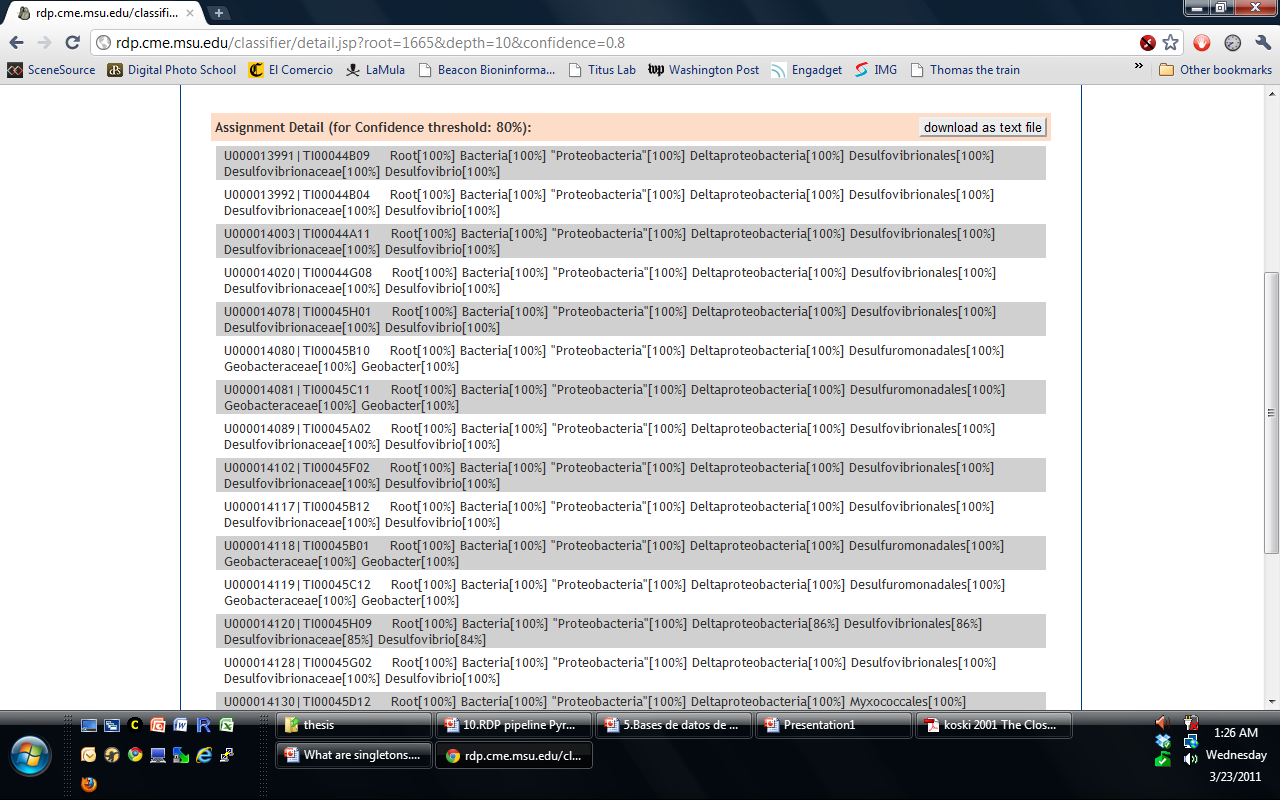 rdp.cme.msu.edu/classifi...
rdp.cme.msu.edu/classifier/detail.jsp?root=1665&depth=10&confidence=0.8
SceneSource Digital Photo School El Comercio LaMula Beacon Bioinforma... Titus Lab Washington Post Engadget IMG Thomas the train » Other bookmarks
Assignment Detail (for Confidence threshold: 80%): download as text file
U000013991|TI00044B09 Root[100%] Bacteria[100%] "Proteobacteria"[100%] Deltaproteobacteria[100%] Desulfovibrionales[100%]
Desulfovibrionaceae[100%] Desulfovibrio[100%]
U000013992|TI00044B04 Root[100%] Bacteria[100%] "Proteobacteria"[100%] Deltaproteobacteria[100%] Desulfovibrionales[100%]
Desulfovibrionaceae[100%] Desulfovibrio[100%]
U000014003|TI00044A11 Root[100%] Bacteria[100%] "Proteobacteria"[100%] Deltaproteobacteria[100%] Desulfovibrionales[100%]
Desulfovibrionaceae[100%] Desulfovibrio[100%]
U000014020|TI00044G08 Root[100%] Bacteria[100%] "Proteobacteria"[100%] Deltaproteobacteria[100%] Desulfovibrionales[100%]
Desulfovibrionaceae[100%] Desulfovibrio[100%]
U000014078|TI00045H01 Root[100%] Bacteria[100%] "Proteobacteria"[100%] Deltaproteobacteria[100%] Desulfovibrionales[100%]
Desulfovibrionaceae[100%] Desulfovibrio[100%]
U000014080|TI00045B10 Root[100%] Bacteria[100%] "Proteobacteria"[100%] Deltaproteobacteria[100%] Desulfuromonadales[100%]
Geobacteraceae[100%] Geobacter[100%]
U000014081|TI00045C11 Root[100%] Bacteria[100%] "Proteobacteria"[100%] Deltaproteobacteria[100%] Desulfuromonadales[100%]
Geobacteraceae[100%] Geobacter[100%]
U000014089|TI00045A02 Root[100%] Bacteria[100%] "Proteobacteria"[100%] Deltaproteobacteria[100%] Desulfovibrionales[100%]
Desulfovibrionaceae[100%] Desulfovibrio[100%]
U000014102|TI00045F02 Root[100%] Bacteria[100%] "Proteobacteria"[100%] Deltaproteobacteria[100%] Desulfovibrionales[100%]
Desulfovibrionaceae[100%] Desulfovibrio[100%]
U000014117|TI00045B12 Root[100%] Bacteria[100%] "Proteobacteria"[100%] Deltaproteobacteria[100%] Desulfovibrionales[100%]
Desulfovibrionaceae[100%] Desulfovibrio[100%]
U000014118|TI00045B01 Root[100%] Bacteria[100%] "Proteobacteria"[100%] Deltaproteobacteria[100%] Desulfuromonadales[100%]
Geobacteraceae[100%] Geobacter[100%]
U000014119|TI00045C12 Root[100%] Bacteria[100%] "Proteobacteria"[100%] Deltaproteobacteria[100%] Desulfuromonadales[100%]
Geobacteraceae[100%] Geobacter[100%]
U000014120|TI00045H09 Root[100%] Bacteria[100%] "Proteobacteria"[100%] Deltaproteobacteria[86%] Desulfovibrionales[86%]
Desulfovibrionaceae[85%] Desulfovibrio[84%]
U000014128|TI00045G02 Root[100%] Bacteria[100%] "Proteobacteria"[100%] Deltaproteobacteria[100%] Desulfovibrionales[100%]
Desulfovibrionaceae[100%] Desulfovibrio[100%]
U000014130|TI00045D12 Root[100%] Bacteria[100%] "Proteobacteria"[100%] Deltaproteobacteria[100%] Myxococcales[100%]
thesis 10.RDP pipeline Pyr... 5.Bases de datos de ... Presentation1 koski 2001 The Clos...
What are singletons.... rdp.cme.msu.edu/cl...
1:26 AM
Wednesday
3/23/2011